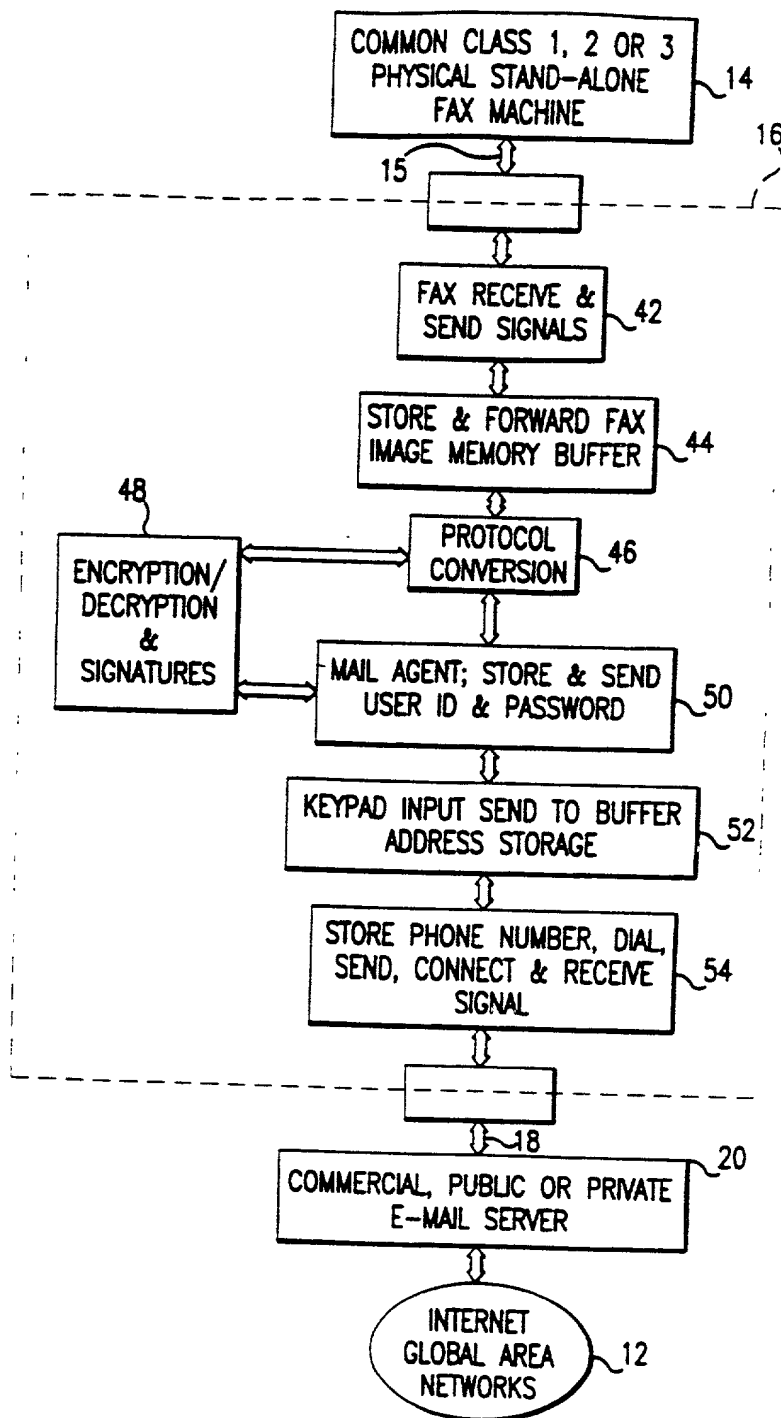 COMMON CLASS 1, 2 OR 3
PHYSICAL STAND-ALONE
FAX MACHINE
14
15
16
FAX RECEIVE &
SEND SIGNALS
42
STORE & FORWARD FAX
IMAGE MEMORY BUFFER
44
48
PROTOCOL
CONVERSION
46
ENCRYPTION/
DECRYPTION
&
SIGNATURES
MAIL AGENT; STORE & SEND
USER ID & PASSWORD
50
KEYPAD INPUT SEND TO BUFFER
ADDRESS STORAGE
52
STORE PHONE NUMBER, DIAL,
SEND, CONNECT & RECEIVE
SIGNAL
54
18
20
COMMERCIAL, PUBLIC OR PRIVATE
E-MAIL SERVER
INTERNET
GLOBAL AREA
NETWORKS
12